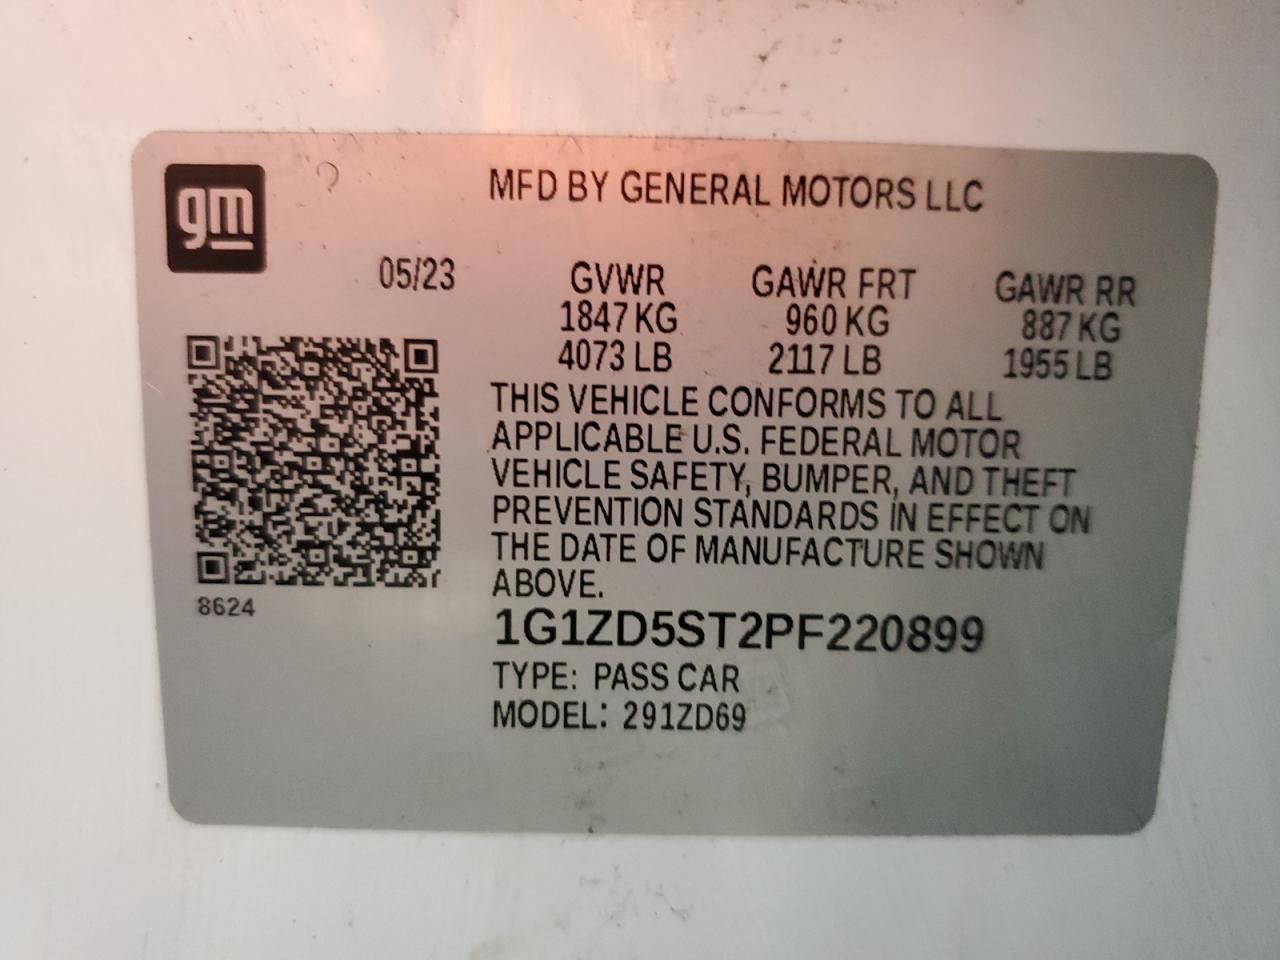 gm
MFD BY GENERAL MOTORS LLC
05/23 GVWR GAWR FRT GAWR RR
1847 KG 960 KG 887 KG
4073 LB 2117 LB 1955 LB
THIS VEHICLE CONFORMS TO ALL
APPLICABLE U.S. FEDERAL MOTOR
VEHICLE SAFETY, BUMPER, AND THEFT
PREVENTION STANDARDS IN EFFECT ON
THE DATE OF MANUFACTURE SHOWN
ABOVE.
8624
1G1ZD5ST2PF220899
TYPE: PASS CAR
MODEL: 291ZD69